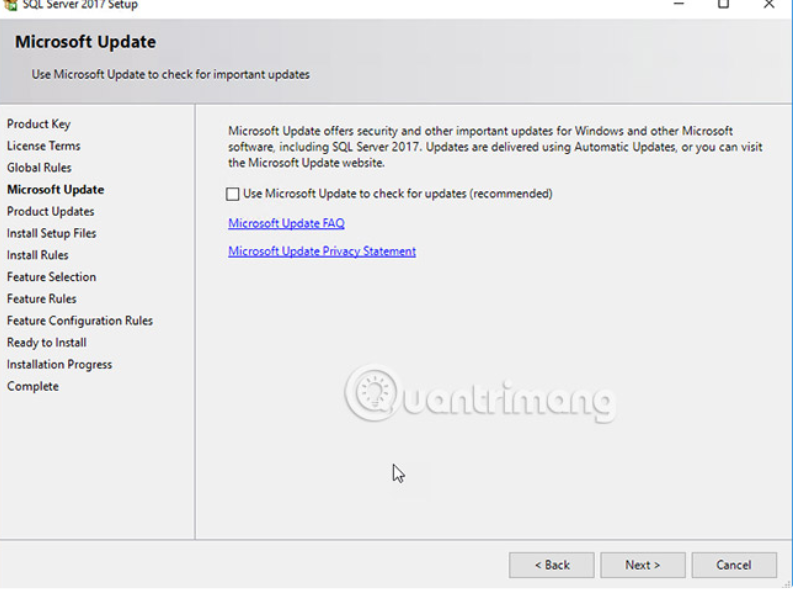 SQL Server 2017 Setup
Microsoft Update
Use Microsoft Update to check for important updates
Product Key
License Terms
Global Rules
Microsoft Update
Product Updates
Install Setup Files
Install Rules
Feature Selection
Feature Rules
Feature Configuration Rules
Ready to Install
Installation Progress
Complete
Microsoft Update offers security and other important updates for Windows and other Microsoft
software, including SQL Server 2017. Updates are delivered using Automatic Updates, or you can visit
the Microsoft Update website.
Use Microsoft Update to check for updates (recommended)
Microsoft Update FAQ
Microsoft Update Privacy Statement
Quantrimang
< Back
Next >
Cancel